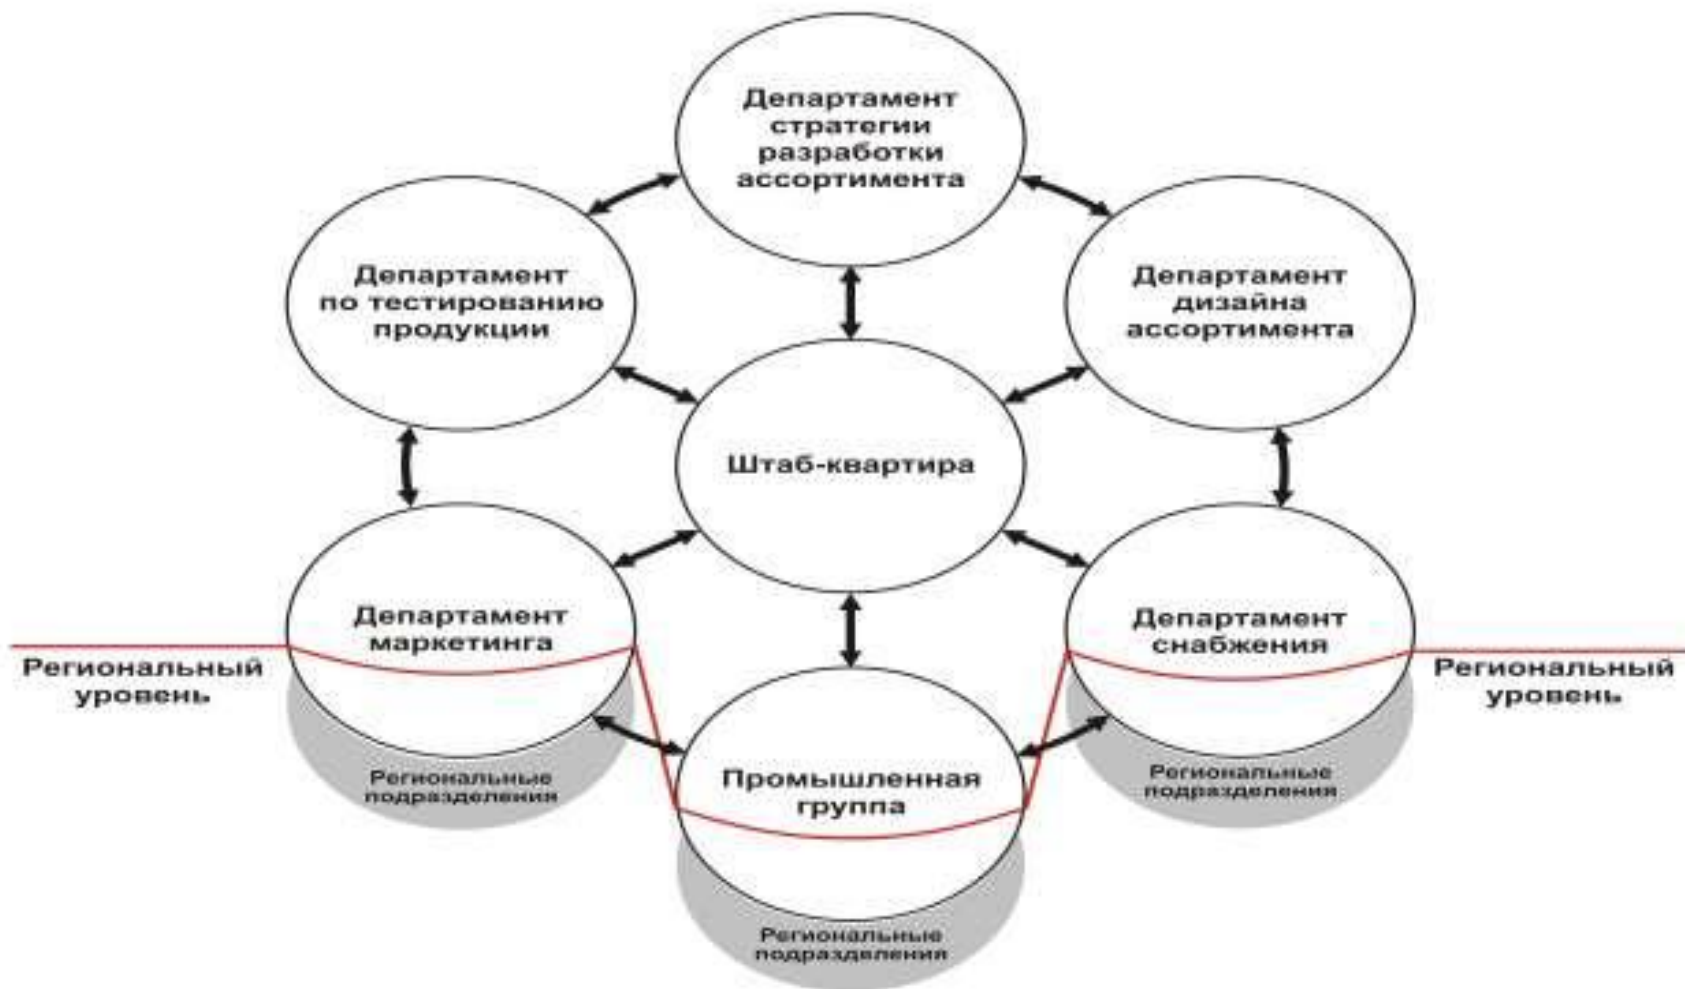 Департамент
стратегии
разработки
ассортимента
Департамент
по тестированию
продукции
Департамент
дизайна
ассортимента
Штаб-квартира
Департамент
маркетинга
Департамент
снабжения
Региональный
уровень
Региональный
уровень
Промышленная
группа
Региональные
подразделения
Региональные
подразделения
Региональные
подразделения